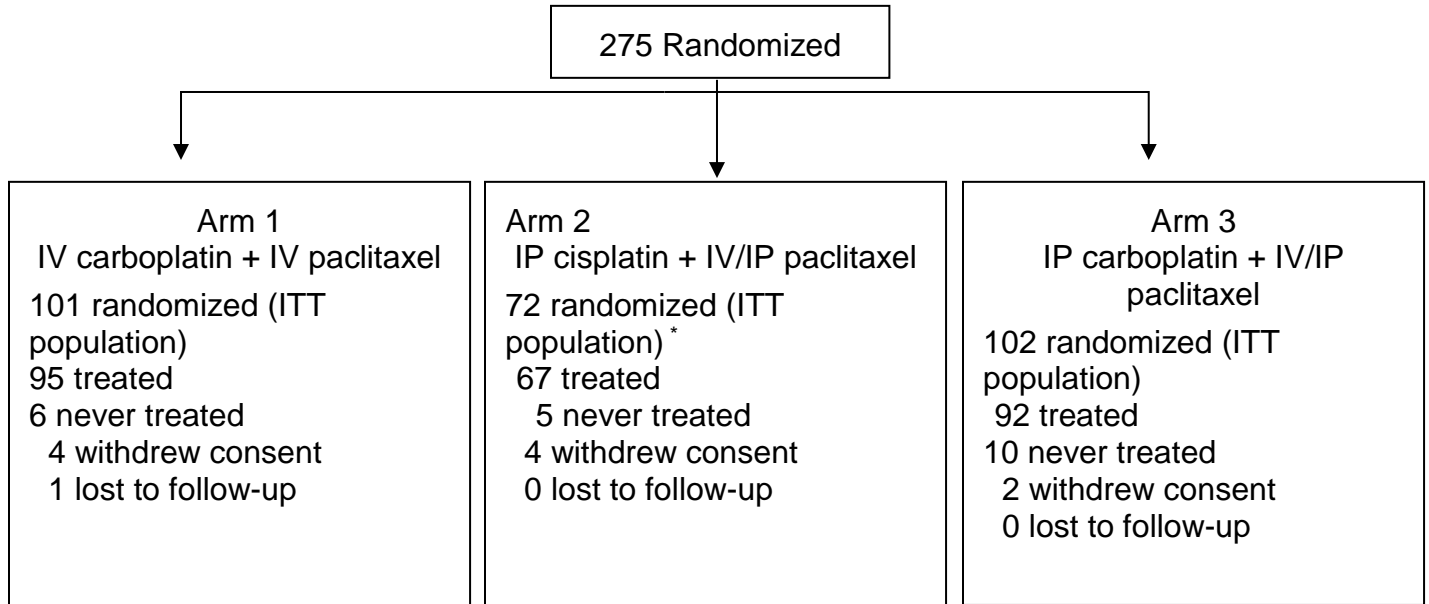 275 Randomized
Arm 1
IV carboplatin + IV paclitaxel
101 randomized (ITT
population)
95 treated
6 never treated
4 withdrew consent
1 lost to follow-up
Arm 2
IP cisplatin + IV/IP paclitaxel
72 randomized (ITT
population) *
67 treated
5 never treated
4 withdrew consent
0 lost to follow-up
Arm 3
IP carboplatin + IV/IP
paclitaxel
102 randomized (ITT
population)
92 treated
10 never treated
2 withdrew consent
0 lost to follow-up